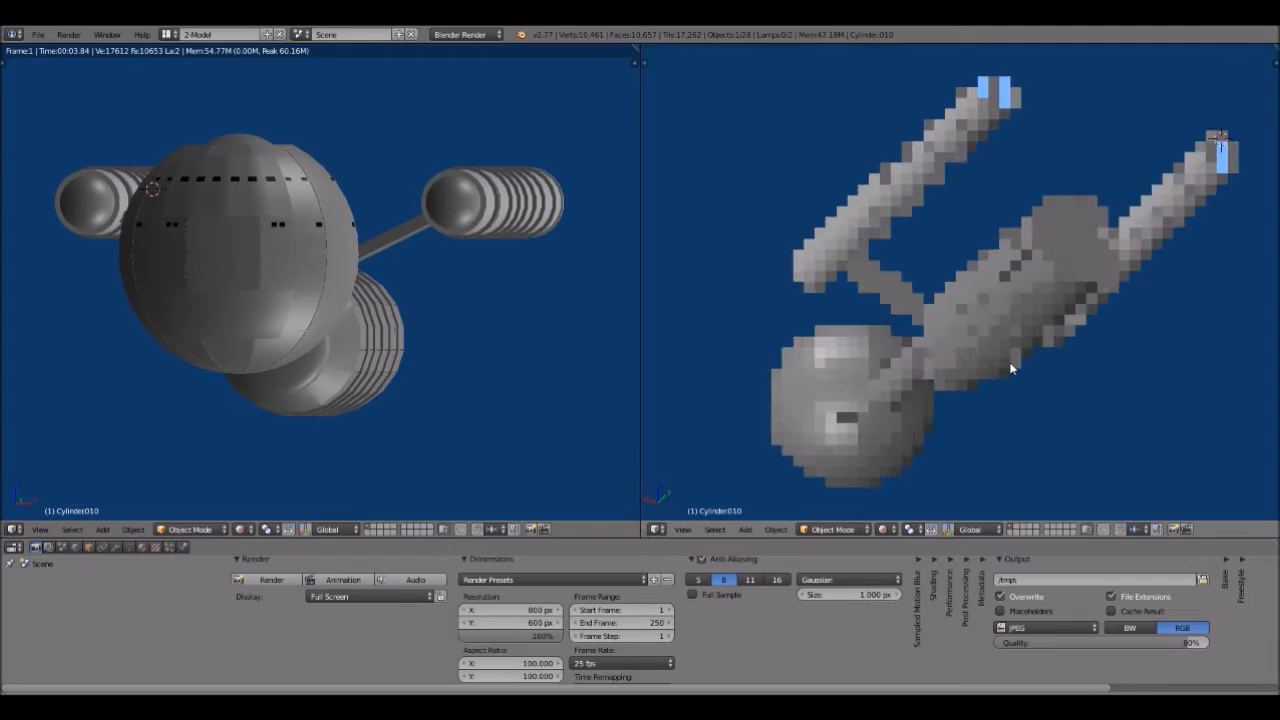 File Render Window Help 2-Model Scene Blender Render v2.77 | Verts:10,461 | Faces:10,657 | Tris:17,262 | Objects:1/28 | Lamps:0/2 | Mem:47.18M | Cylinder.010
Frame:1 | Time:00:03.84 | Ve:17612 Fa:10653 La:2 | Mem:54.77M (0.00M, Peak 60.16M)
(1) Cylinder.010
(1) Cylinder.010
View Select Add Object Object Mode Global
View Select Add Object Object Mode Global
Scene
Render
Render Animation Audio
Display: Full Screen
Dimensions
Render Presets
Resolution:
X: 800 px
Y: 600 px
100%
Aspect Ratio:
X: 100.000
Y: 100.000
Frame Range:
Start Frame: 1
End Frame: 250
Frame Step: 1
Frame Rate:
25 fps
Time Remapping:
Anti-Aliasing
5 8 11 16
Gaussian
Full Sample
Size: 1.000 px
Sampled Motion Blur
Shading
Performance
Post Processing
Metadata
Output
/tmp\
Overwrite
File Extensions
Placeholders
Cache Result
JPEG
BW RGB
Quality: 90%
Bake
Freestyle